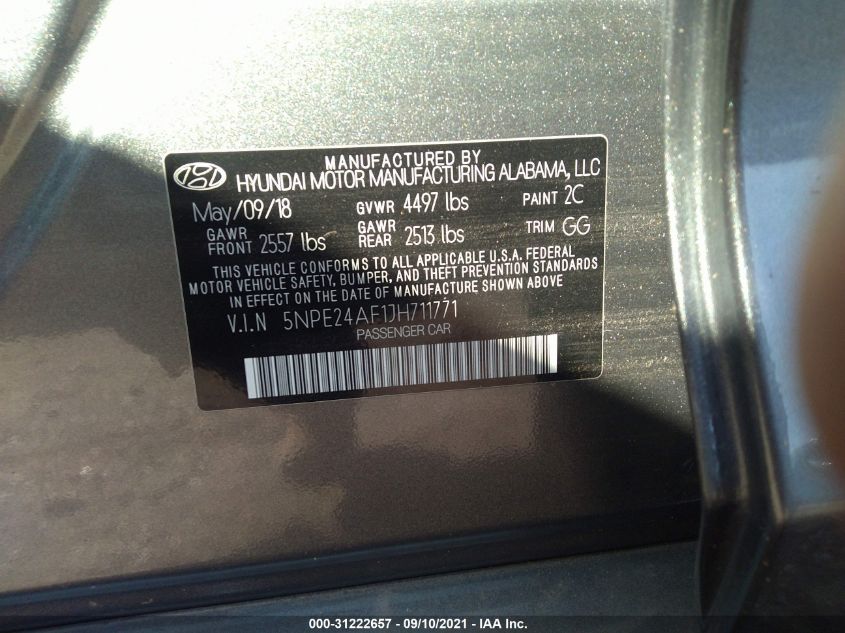 MANUFACTURED BY
HYUNDAI MOTOR MANUFACTURING ALABAMA, LLC
May/09/18 GVWR 4497 lbs PAINT 2C
GAWR FRONT 2557 lbs GAWR REAR 2513 lbs TRIM GG
THIS VEHICLE CONFORMS TO ALL APPLICABLE U.S.A. FEDERAL
MOTOR VEHICLE SAFETY, BUMPER, AND THEFT PREVENTION STANDARDS
IN EFFECT ON THE DATE OF MANUFACTURE SHOWN ABOVE.
V.I.N 5NPE24AF1JH711771
PASSENGER CAR
000-31222657 - 09/10/2021 - IAA Inc.